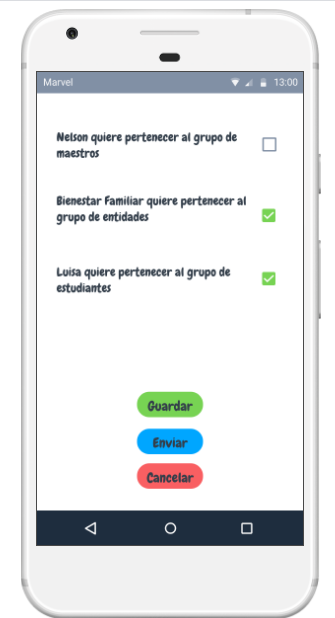 Marvel
13:00
Nelson quiere pertenecer al grupo de
maestros
Bienestar Familiar quiere pertenecer al
grupo de entidades
Luisa quiere pertenecer al grupo de
estudiantes
Guardar
Enviar
Cancelar